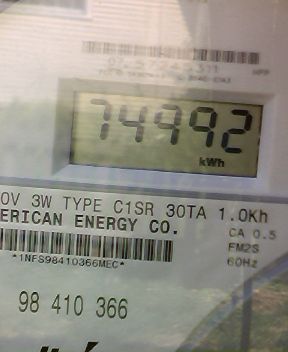 74992
kWh
0V 3W TYPE C1SR 30TA 1.0Kh
ERICAN ENERGY CO.
CA 0.5
FM2S
60Hz
*1NFS98410366MEC*
98 410 366